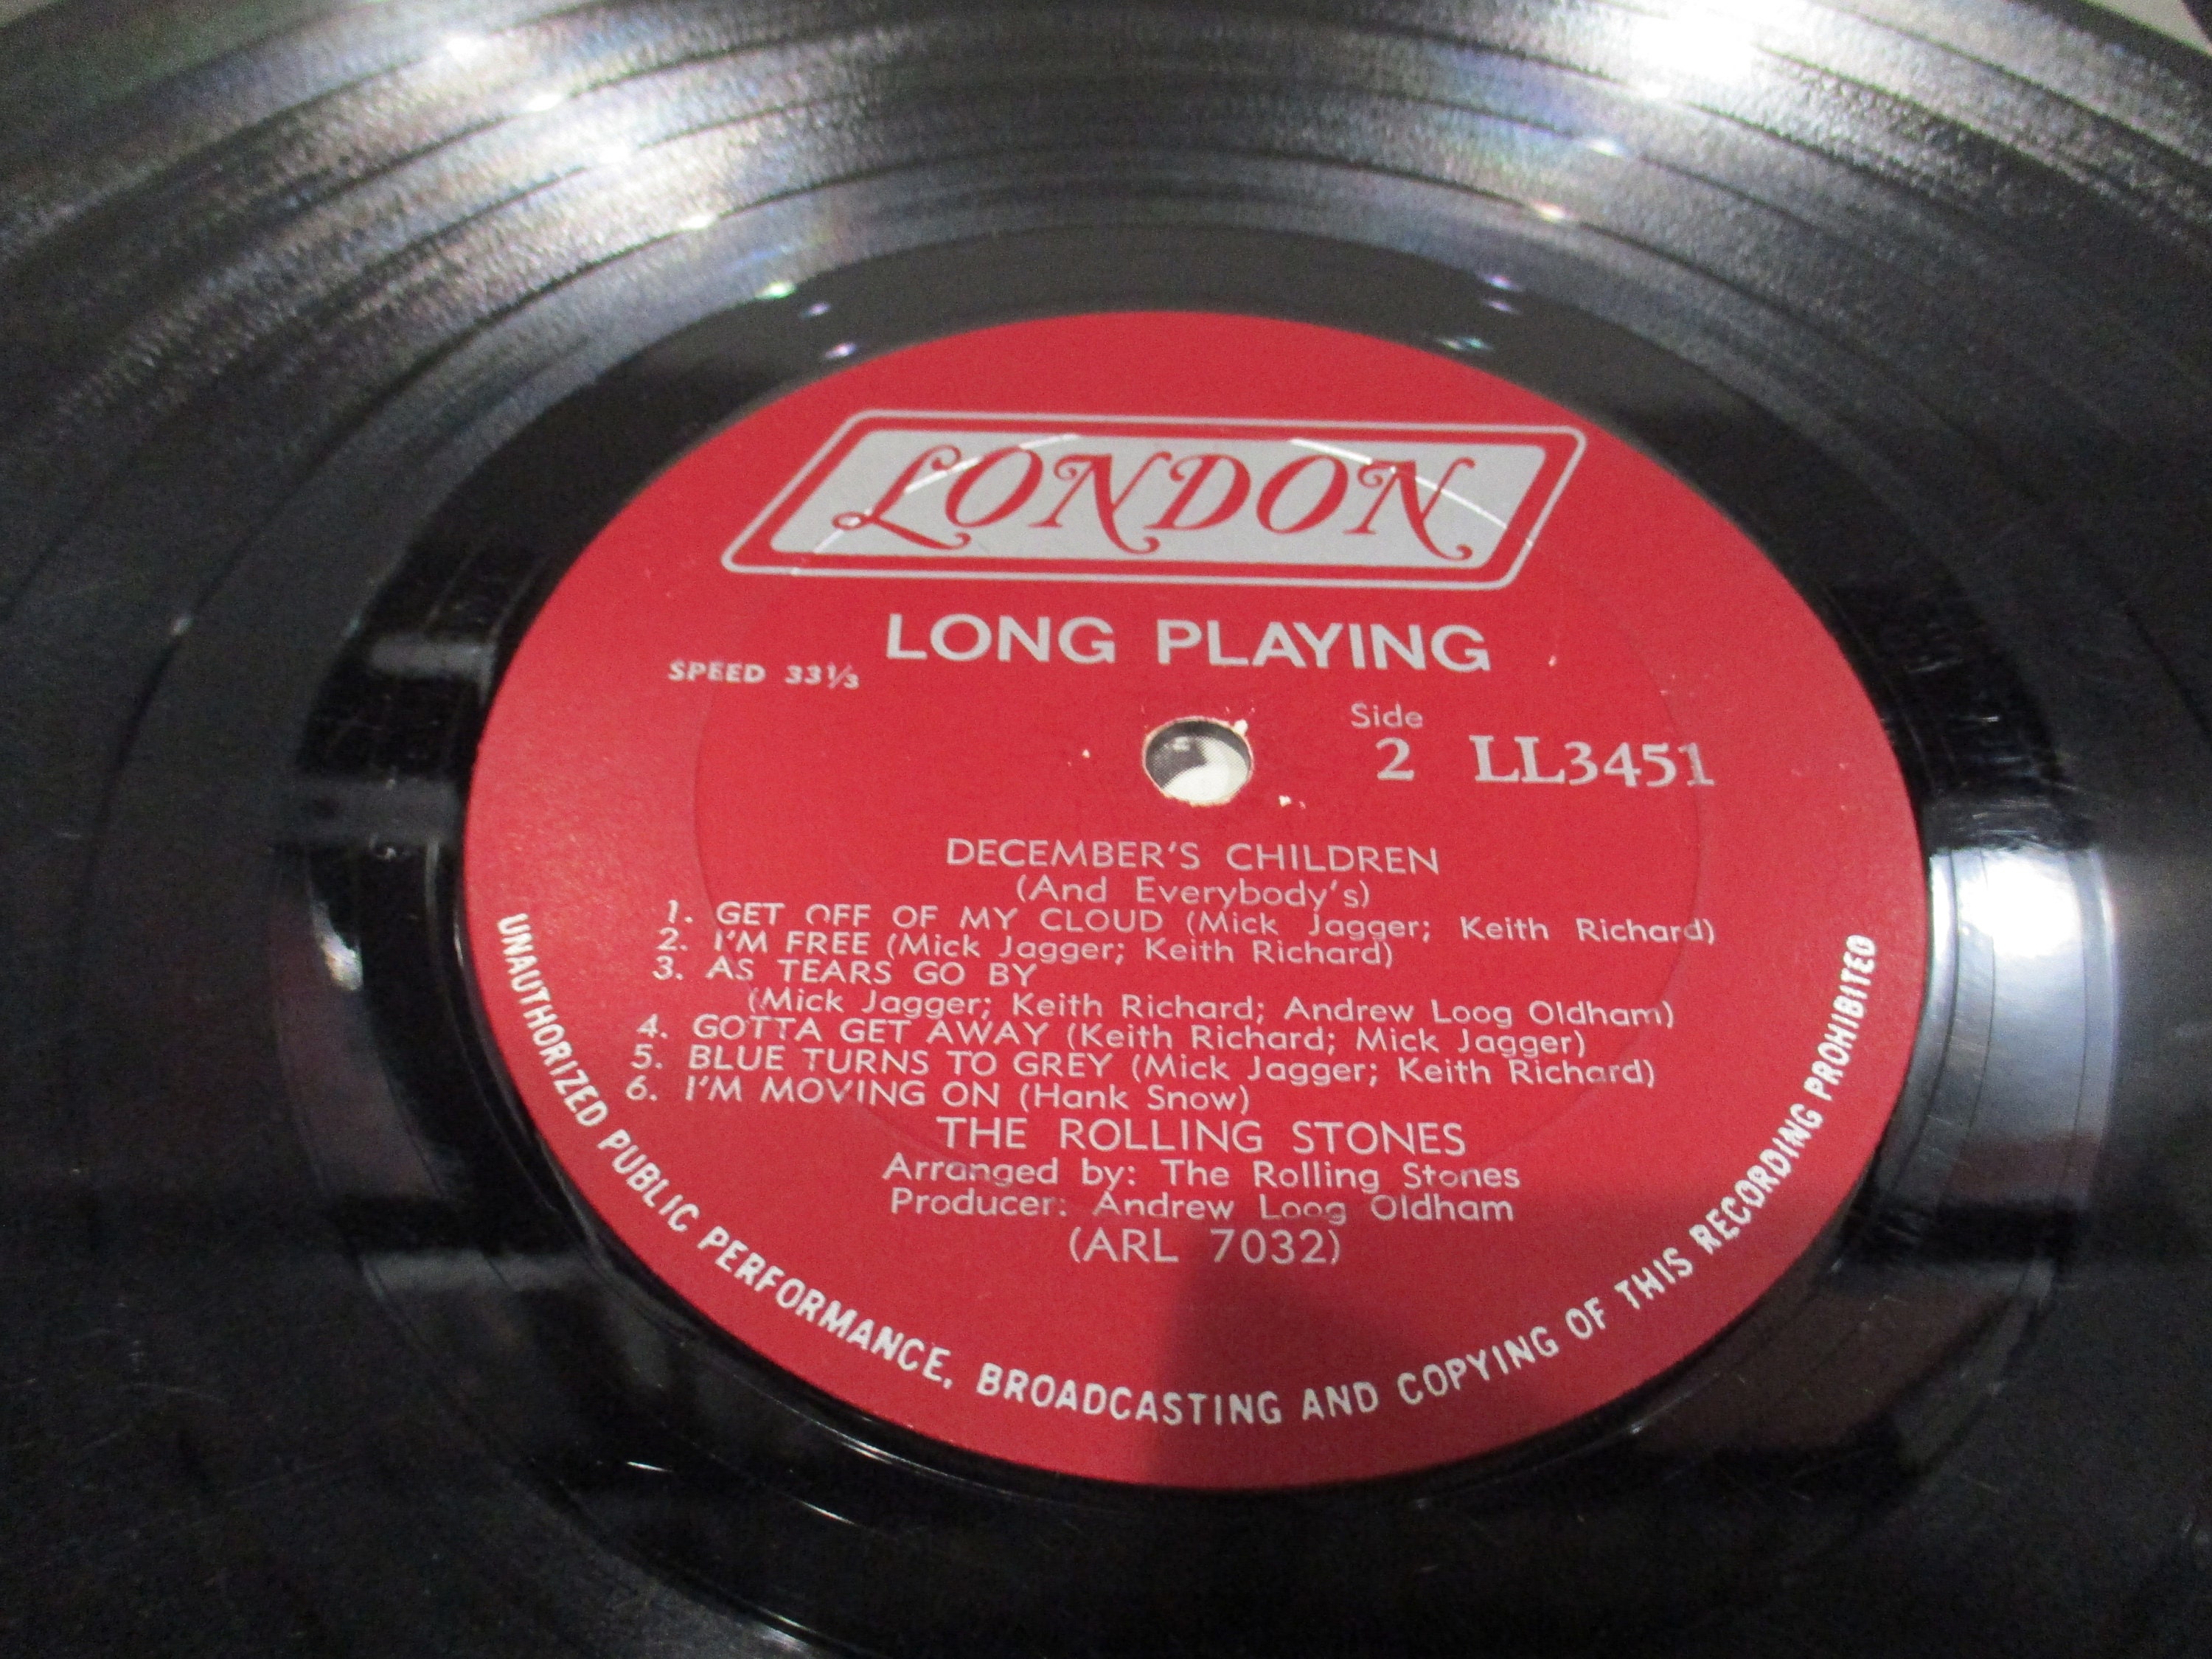 LONDON
LONG PLAYING
SPEED 33⅓
Side
2 LL3451
DECEMBER'S CHILDREN
(And Everybody's)
1. GET OFF OF MY CLOUD (Mick Jagger; Keith Richard)
2. I'M FREE (Mick Jagger; Keith Richard)
3. AS TEARS GO BY
(Mick Jagger; Keith Richard; Andrew Loog Oldham)
4. GOTTA GET AWAY (Keith Richard; Mick Jagger)
5. BLUE TURNS TO GREY (Mick Jagger; Keith Richard)
6. I'M MOVING ON (Hank Snow)
THE ROLLING STONES
Arranged by: The Rolling Stones
Producer: Andrew Loog Oldham
(ARL 7032)
UNAUTHORIZED PUBLIC PERFORMANCE, BROADCASTING AND COPYING OF THIS RECORDING PROHIBITED